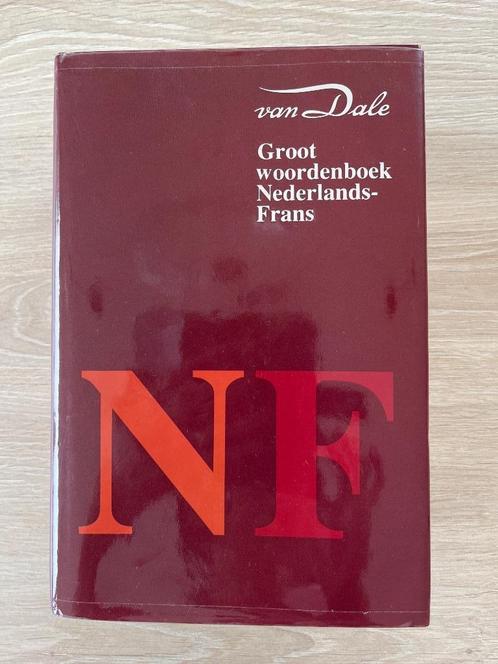 van Dale
Groot
woordenboek
Nederlands-
Frans
NF